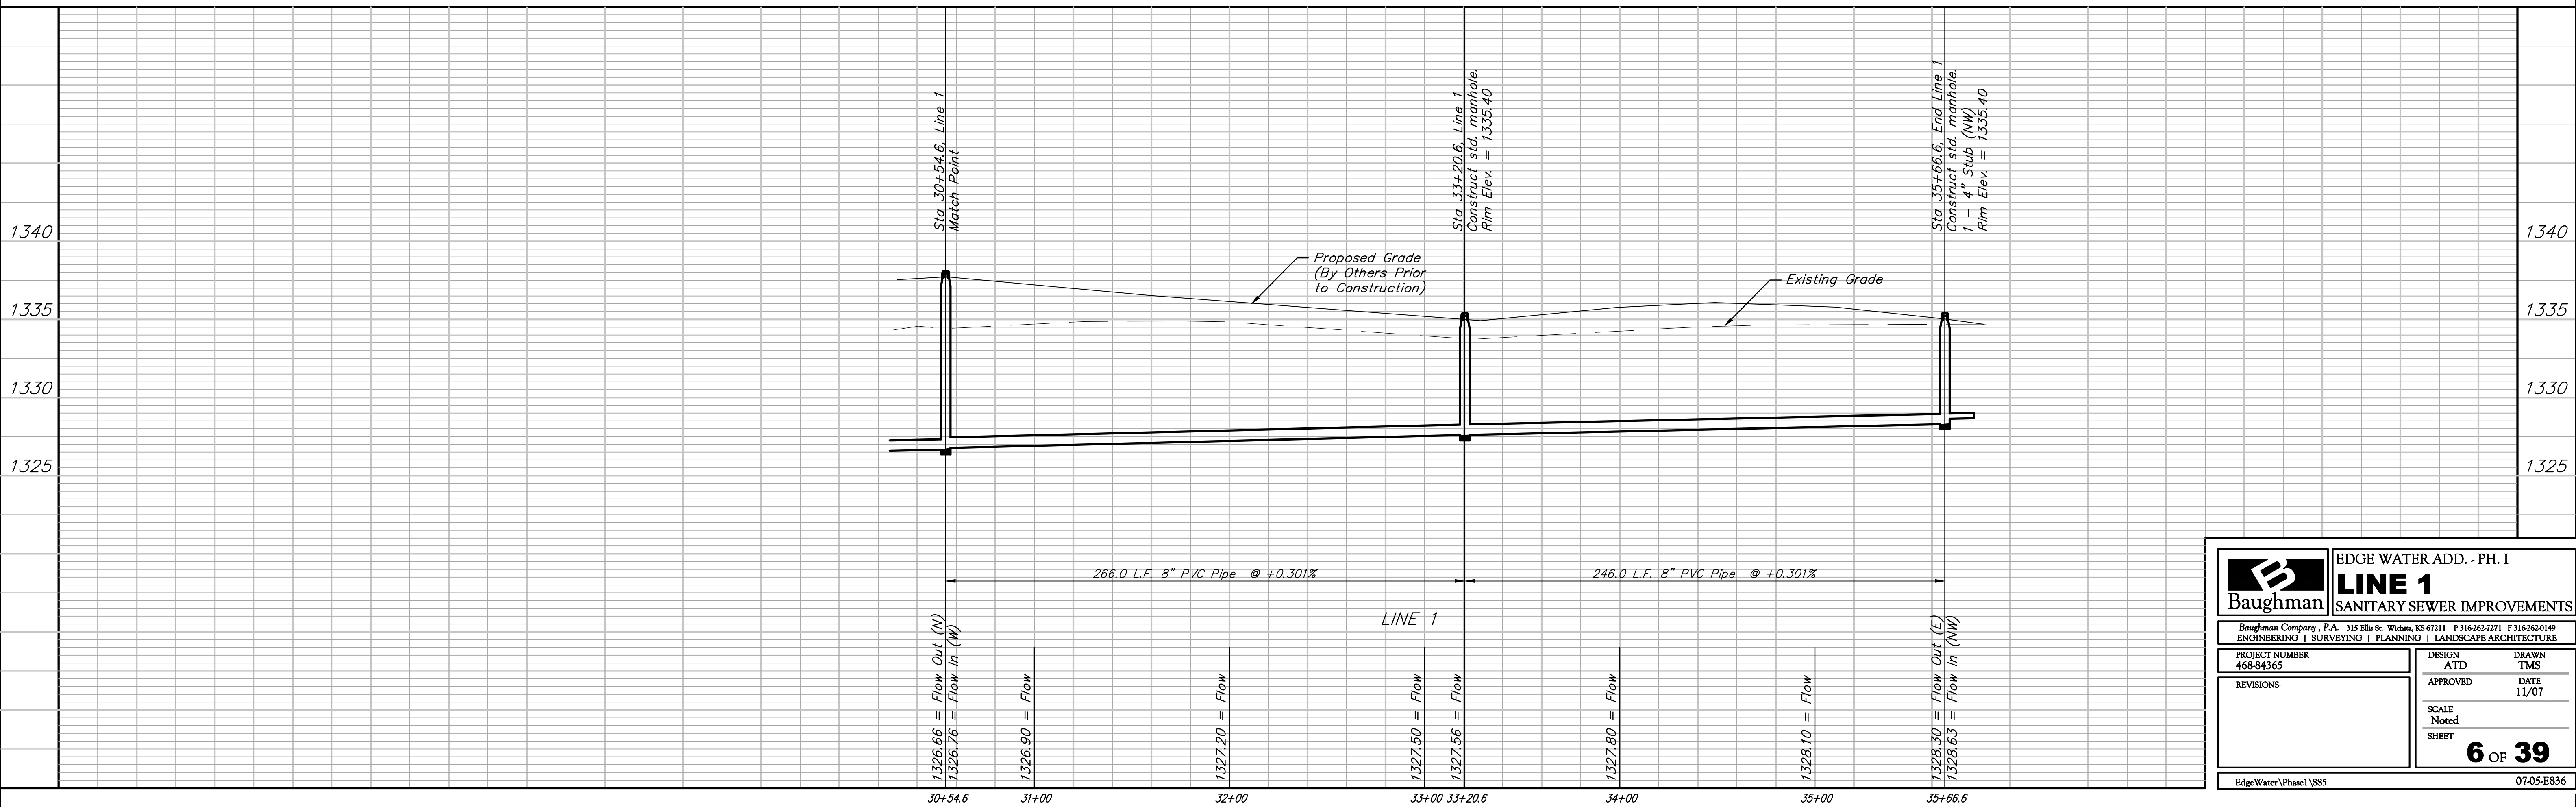 Sta 30+54.6, Line 1
Match Point
Sta 33+20.6, Line 1
Construct std. manhole.
Rim Elev. = 1335.40
Sta 35+66.6, End Line 1
Construct std. manhole.
1 - 4" Stub (NW)
Rim Elev. = 1335.40
1340
1335
1330
1325
1340
1335
1330
1325
Proposed Grade
(By Others Prior
to Construction)
Existing Grade
266.0 L.F. 8" PVC Pipe @ +0.301%
246.0 L.F. 8" PVC Pipe @ +0.301%
LINE 1
1326.66 = Flow Out (N)
1326.76 = Flow In (W)
1326.90 = Flow
1327.20 = Flow
1327.50 = Flow
1327.56 = Flow
1327.80 = Flow
1328.10 = Flow
1328.30 = Flow Out (E)
1328.63 = Flow In (NW)
30+54.6
31+00
32+00
33+00
33+20.6
34+00
35+00
35+66.6
B
Baughman
EDGE WATER ADD. - PH. I
LINE 1
SANITARY SEWER IMPROVEMENTS
Baughman Company, P.A. 315 Ellis St. Wichita, KS 67211 P 316-262-7271 F 316-262-0149
ENGINEERING | SURVEYING | PLANNING | LANDSCAPE ARCHITECTURE
PROJECT NUMBER
468-84365
REVISIONS:
DESIGN
ATD
DRAWN
TMS
APPROVED
DATE
11/07
SCALE
Noted
SHEET
6 OF 39
EdgeWater\Phase1\SS5
07-05-E836